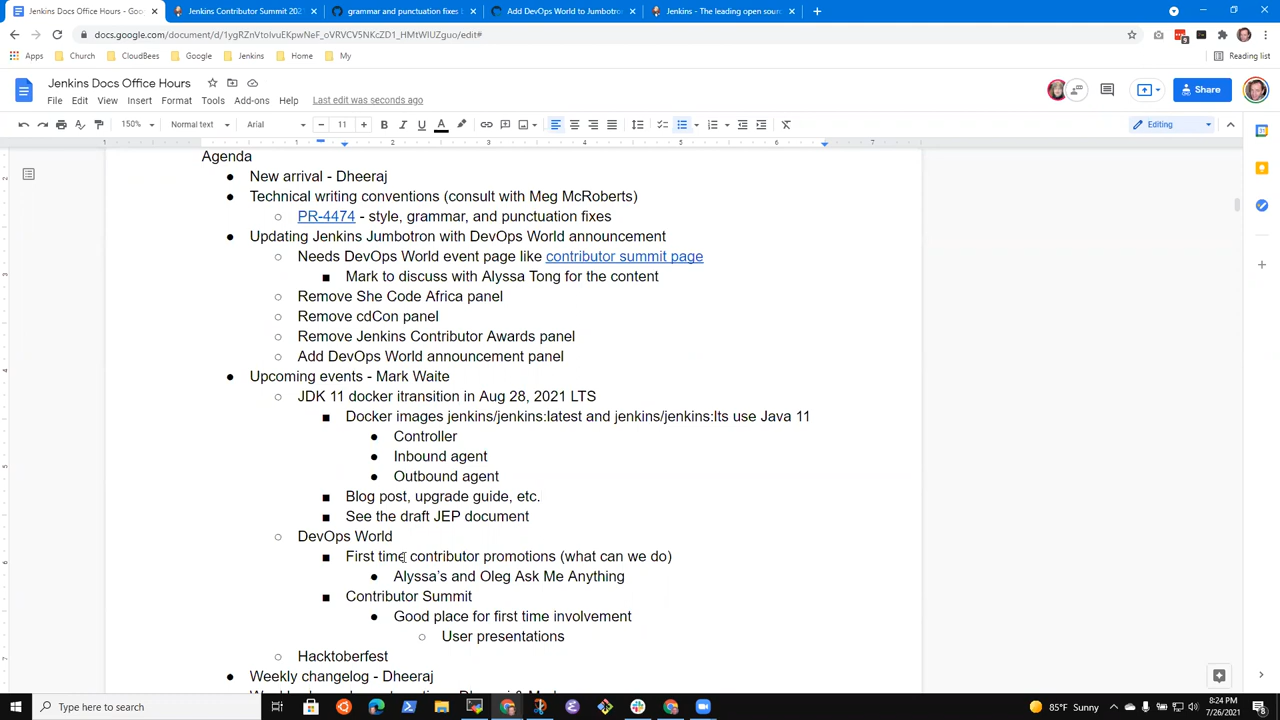 Jenkins Docs Office Hours - Goo
Jenkins Contributor Summit 202
grammar and punctuation fixes
Add DevOps World to Jumbotron
Jenkins - The leading open sour
docs.google.com/document/d/1ygRZnVtoIvuEKpwNeF_oVRVCV5NKcZD1_HMtWIUZguo/edit#
Apps
Church
CloudBees
Google
Jenkins
Home
My
Reading list
Jenkins Docs Office Hours
File Edit View Insert Format Tools Add-ons Help Last edit was seconds ago
Share
150% Normal text Arial 11 Editing
1 1 2 3 4 5 6 7
Agenda
New arrival - Dheeraj
Technical writing conventions (consult with Meg McRoberts)
PR-4474 - style, grammar, and punctuation fixes
Updating Jenkins Jumbotron with DevOps World announcement
Needs DevOps World event page like contributor summit page
Mark to discuss with Alyssa Tong for the content
Remove She Code Africa panel
Remove cdCon panel
Remove Jenkins Contributor Awards panel
Add DevOps World announcement panel
Upcoming events - Mark Waite
JDK 11 docker itransition in Aug 28, 2021 LTS
Docker images jenkins/jenkins:latest and jenkins/jenkins:lts use Java 11
Controller
Inbound agent
Outbound agent
Blog post, upgrade guide, etc.
See the draft JEP document
DevOps World
First time contributor promotions (what can we do)
Alyssa's and Oleg Ask Me Anything
Contributor Summit
Good place for first time involvement
User presentations
Hacktoberfest
Weekly changelog - Dheeraj
Type here to search
85°F Sunny
8:24 PM
7/26/2021